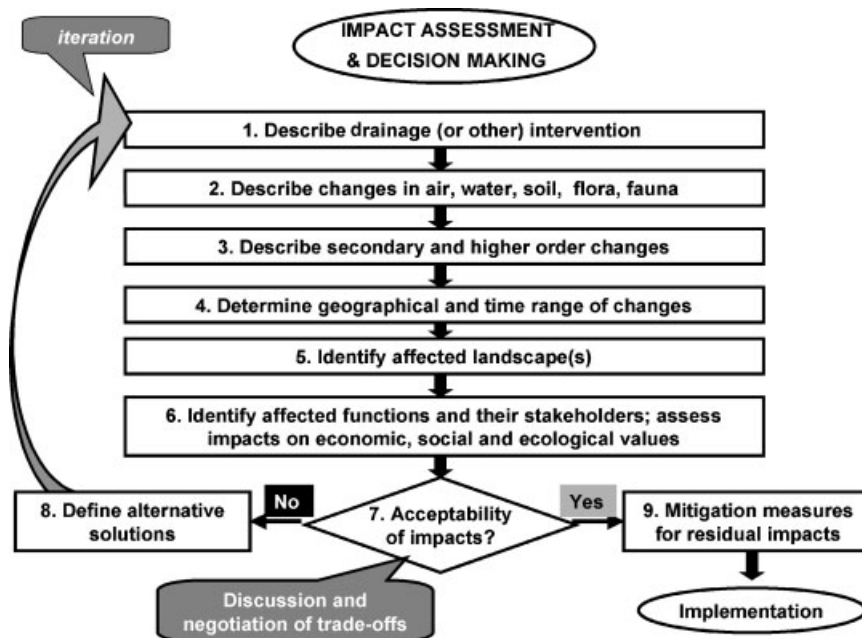 iteration
IMPACT ASSESSMENT
& DECISION MAKING
1. Describe drainage (or other) intervention
2. Describe changes in air, water, soil, flora, fauna
3. Describe secondary and higher order changes
4. Determine geographical and time range of changes
5. Identify affected landscape(s)
6. Identify affected functions and their stakeholders; assess
impacts on economic, social and ecological values
No
Yes
8. Define alternative
solutions
7. Acceptability
of impacts?
9. Mitigation measures
for residual impacts
Discussion and
negotiation of trade-offs
Implementation